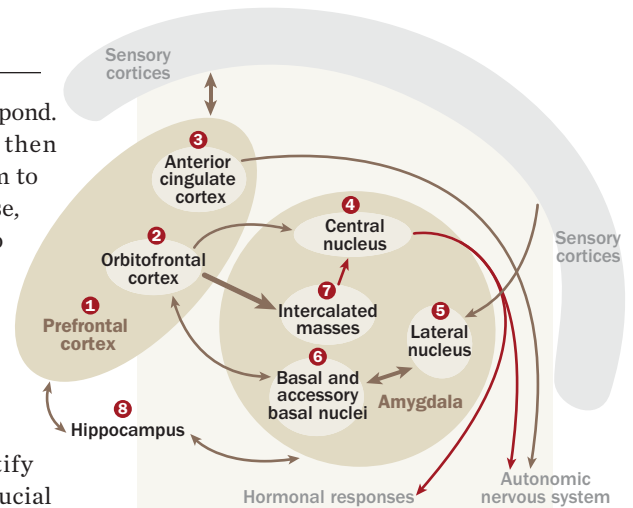 pond.
then
to
Sensory
cortices
3
Anterior
cingulate
cortex
2
Orbitofrontal
cortex
1
Prefrontal
cortex
4
Central
nucleus
7
Intercalated
masses
5
Lateral
nucleus
6
Basal and
accessory
basal nuclei
Amygdala
Sensory
cortices
8
Hippocampus
Hormonal responses
Autonomic
nervous system